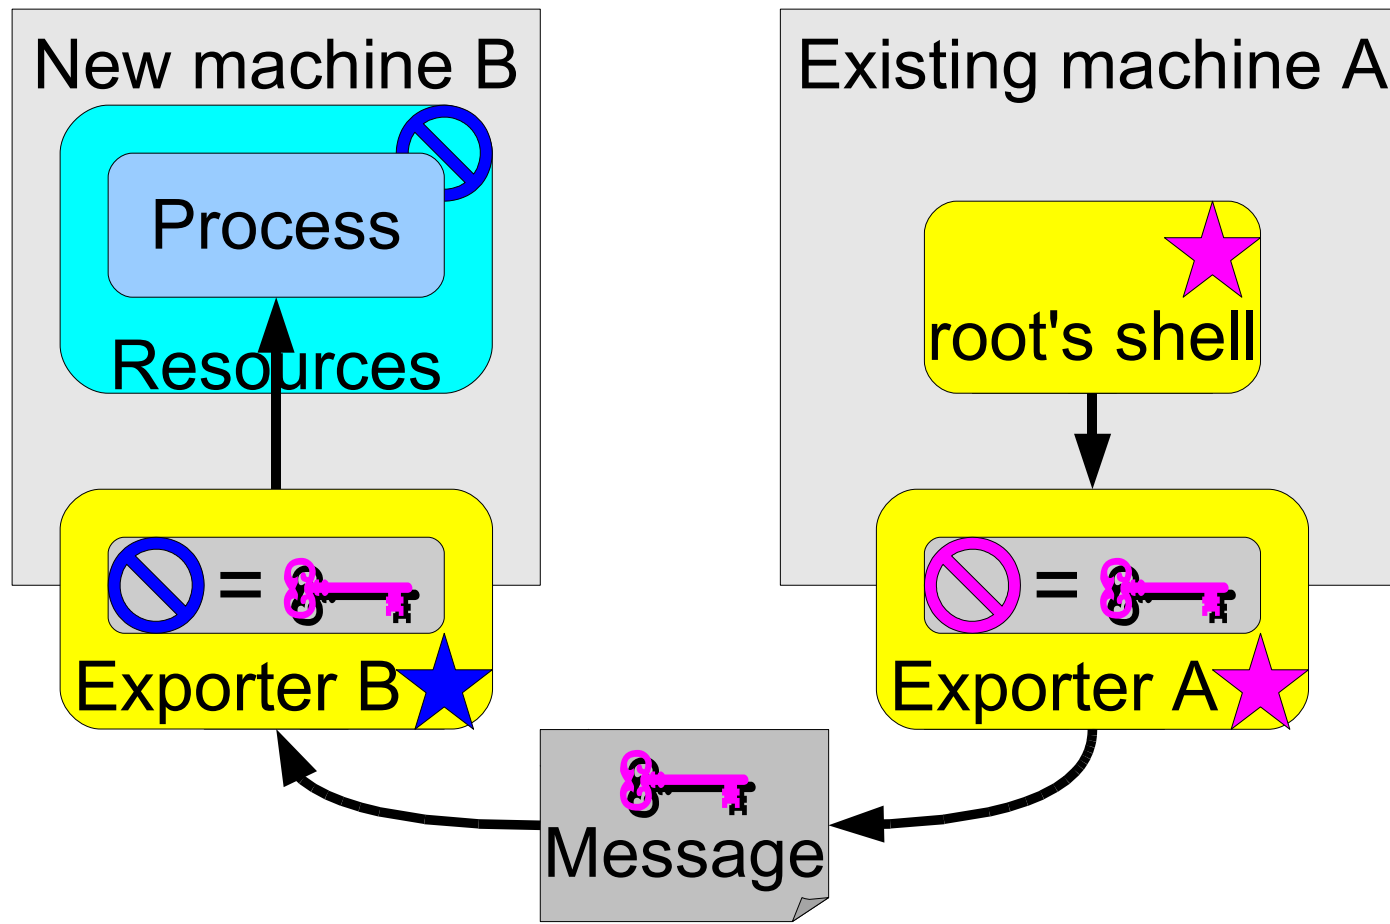 New machine B
Process
Resources
=
Exporter B
Existing machine A
root's shell
=
Exporter A
Message